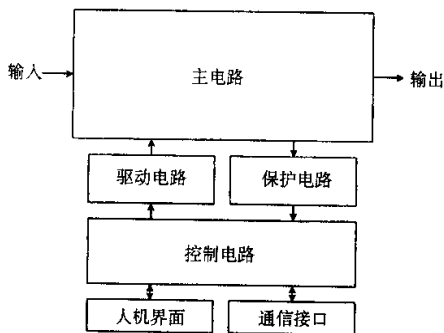 主电路
输入
输出
驱动电路
保护电路
控制电路
人机界面
通信接口